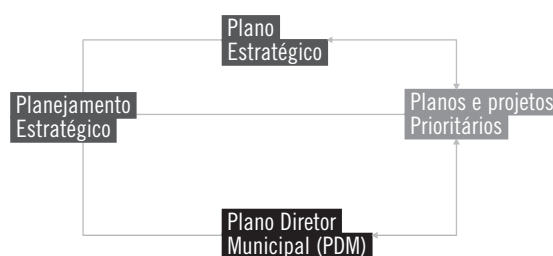 Plano
Estratégico
Planejamento
Estratégico
Planos e projetos
Prioritários
Plano Diretor
Municipal (PDM)